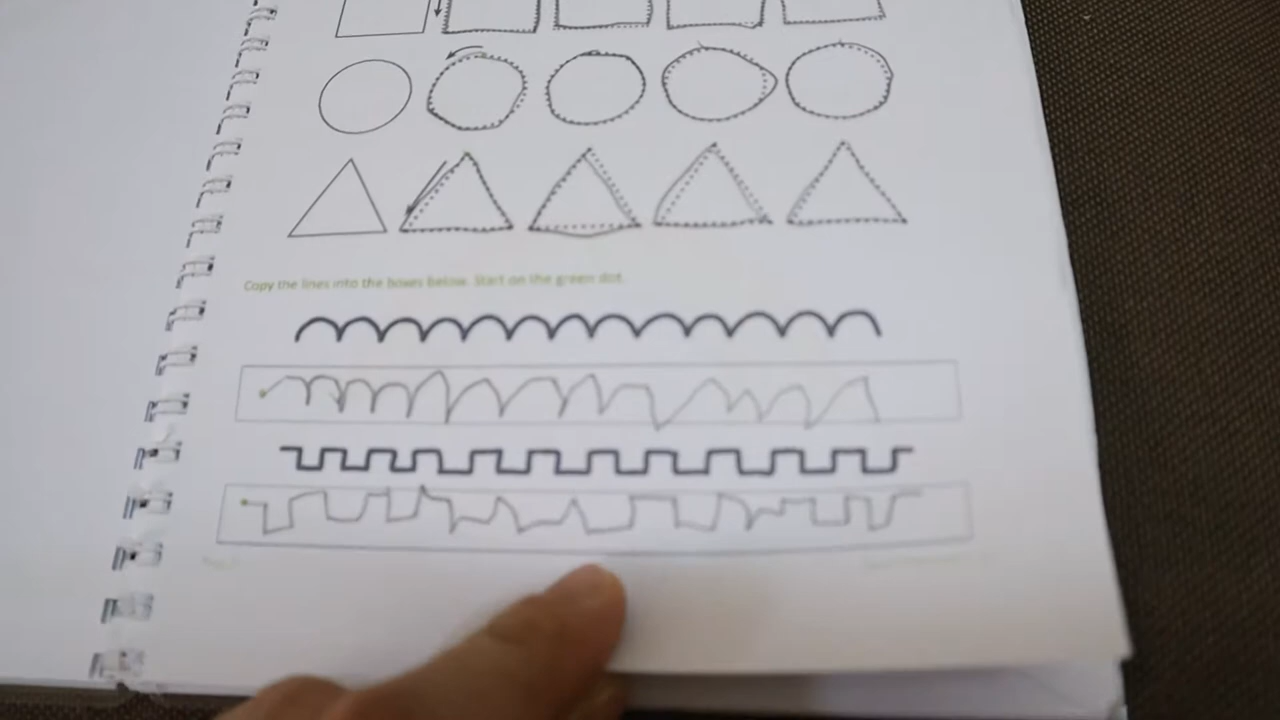 Copy the lines into the boxes below. Start on the green dot.